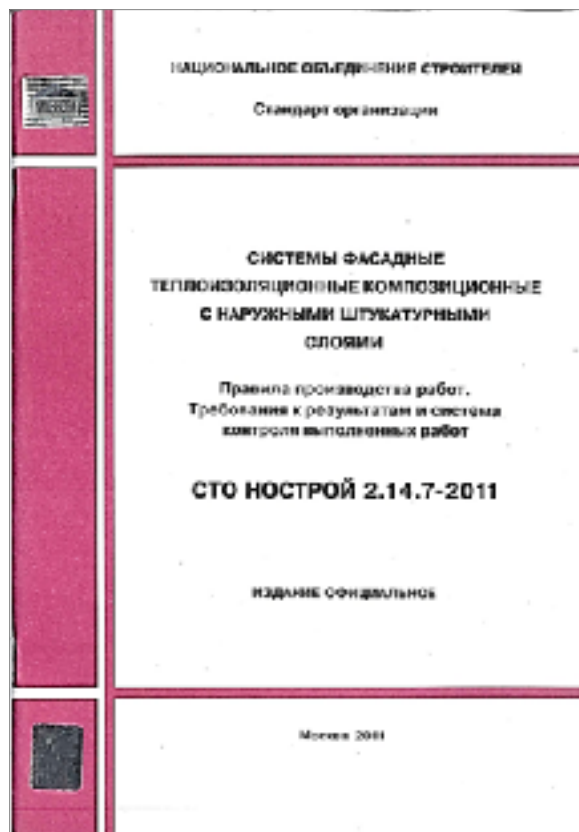 НАЦИОНАЛЬНОЕ ОБЪЕДИНЕНИЕ СТРОИТЕЛЕЙ
Стандарт организации
СИСТЕМЫ ФАСАДНЫЕ
ТЕПЛОИЗОЛЯЦИОННЫЕ КОМПОЗИЦИОННЫЕ
С НАРУЖНЫМИ ШТУКАТУРНЫМИ
СЛОЯМИ
Правила производства работ.
Требования к результатам и система
контроля выполненных работ
СТО НОСТРОЙ 2.14.7-2011
ИЗДАНИЕ ОФИЦИАЛЬНОЕ
Москва